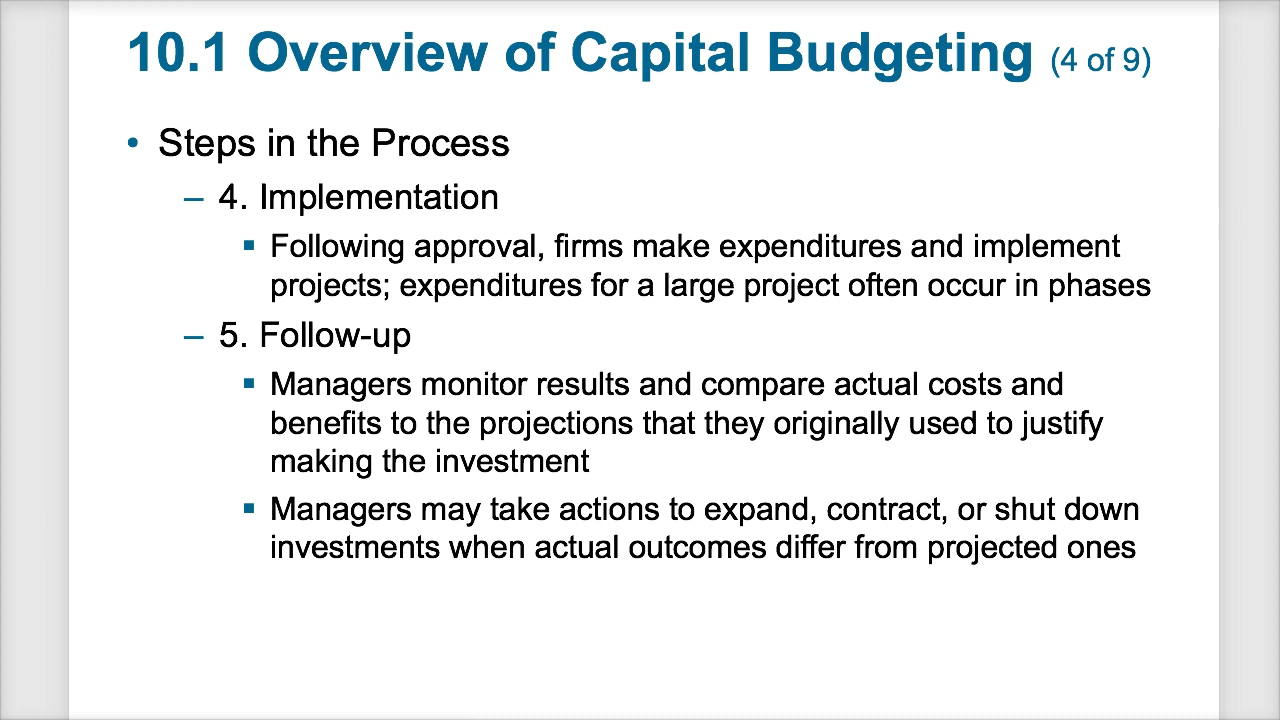 10.1 Overview of Capital Budgeting (4 of 9)
• Steps in the Process
– 4. Implementation
▪ Following approval, firms make expenditures and implement
projects; expenditures for a large project often occur in phases
– 5. Follow-up
▪ Managers monitor results and compare actual costs and
benefits to the projections that they originally used to justify
making the investment
▪ Managers may take actions to expand, contract, or shut down
investments when actual outcomes differ from projected ones